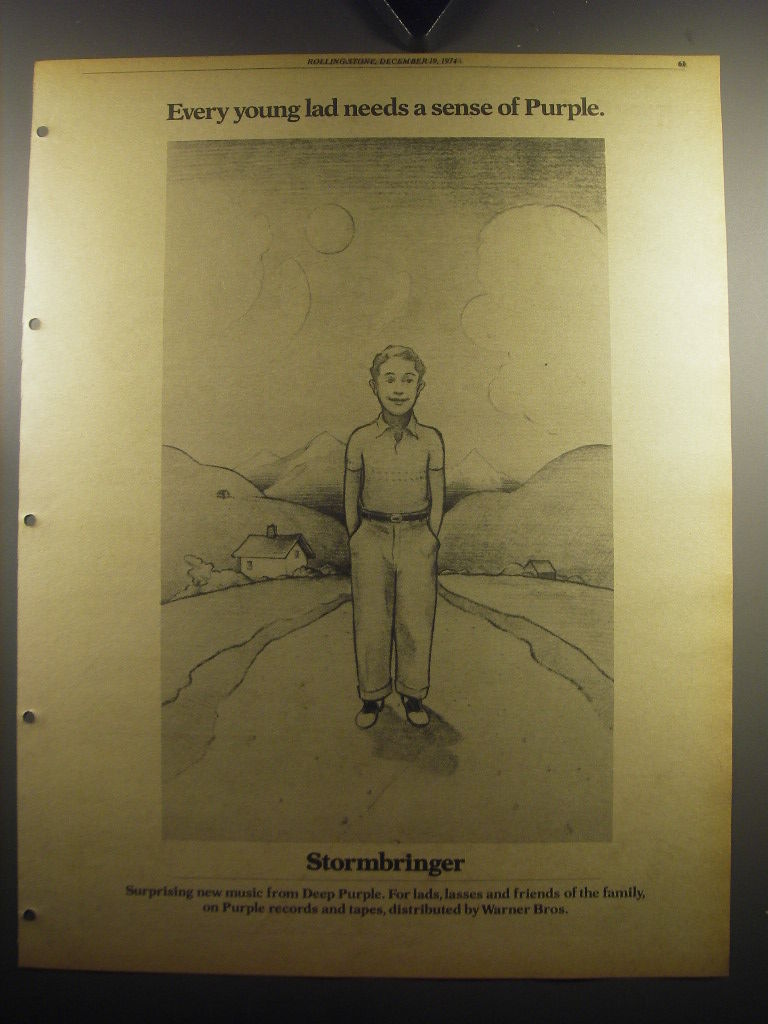 ROLLING STONE, DECEMBER 19, 1974
Every young lad needs a sense of Purple.
Stormbringer
Surprising new music from Deep Purple. For lads, lasses and friends of the family,
on Purple records and tapes, distributed by Warner Bros.